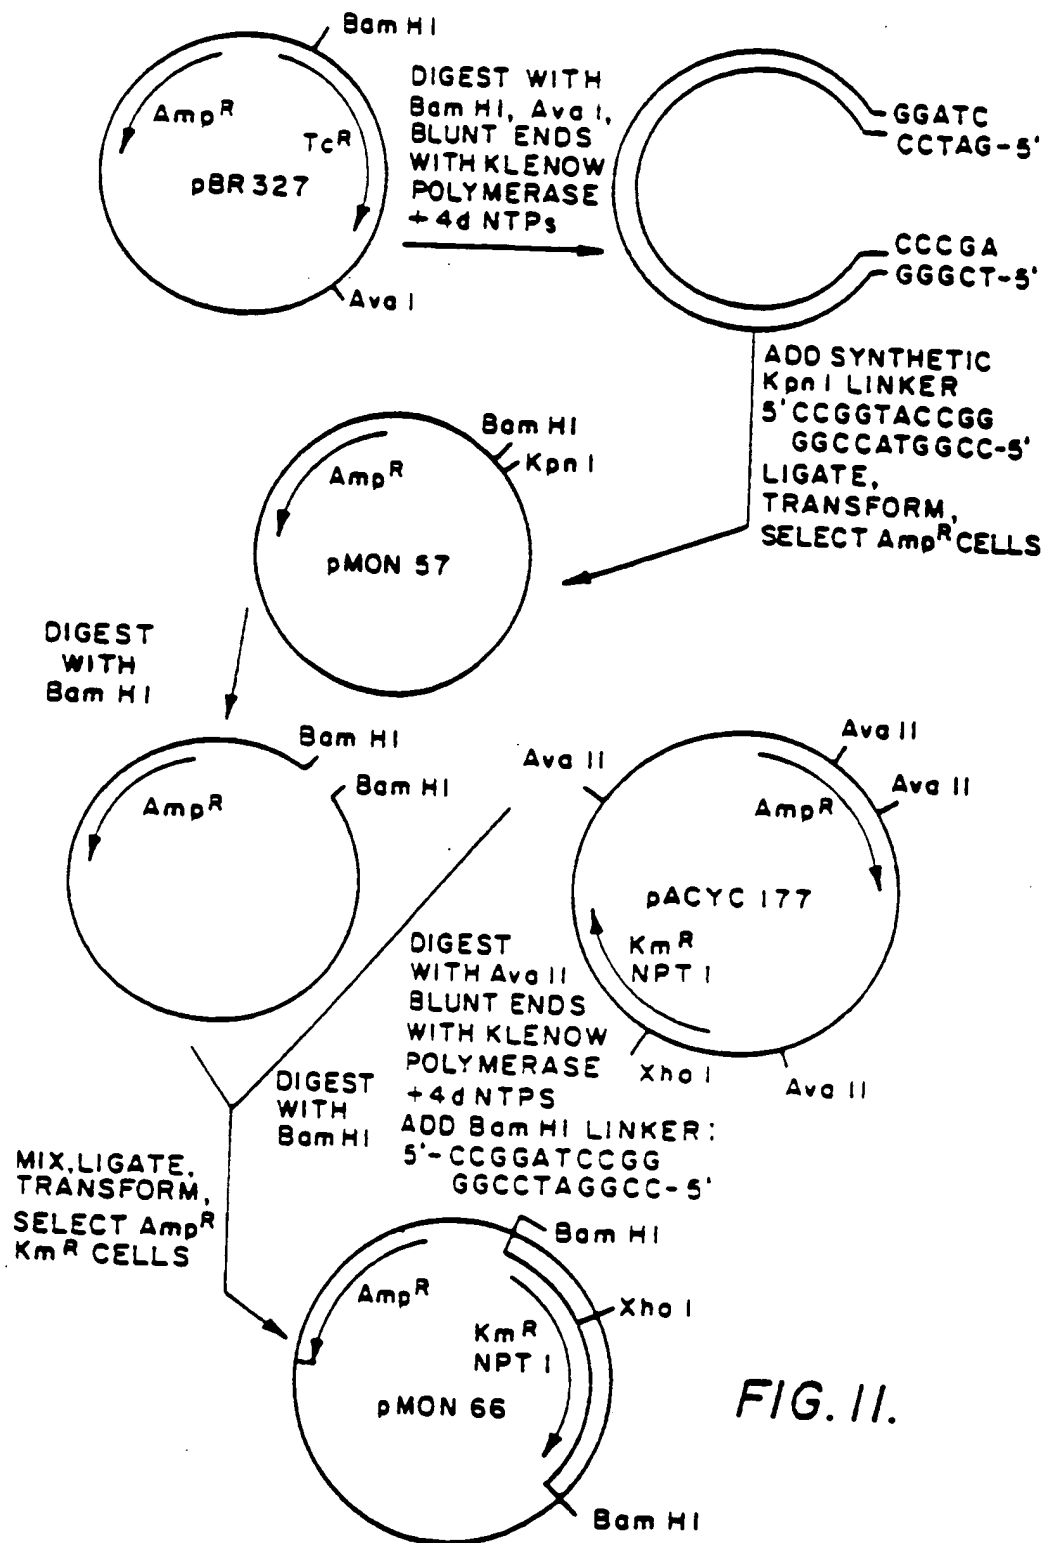 Bam HI
Amp^R
Tc^R
pBR 327
Ava I
DIGEST WITH
Bam HI, Ava I,
BLUNT ENDS
WITH KLENOW
POLYMERASE
+4d NTPs
GGATC
CCTAG-5'
CCCGA
GGGCT-5'
ADD SYNTHETIC
Kpn I LINKER
5' CCGGTACCGG
GGCCATGGCC-5'
LIGATE,
TRANSFORM,
SELECT Amp^R CELLS
Bam HI
Kpn I
Amp^R
pMON 57
DIGEST
WITH
Bam HI
Bam HI
Bam HI
Amp^R
Ava II
Ava II
Ava II
Amp^R
pACYC 177
Km^R
NPT I
Xho I
Ava II
DIGEST
WITH Ava II
BLUNT ENDS
WITH KLENOW
POLYMERASE
+4d NTPS
ADD Bam HI LINKER:
5'-CCGGATCCGG
GGCCTAGGCC-5'
DIGEST
WITH
Bam HI
MIX, LIGATE,
TRANSFORM,
SELECT Amp^R
Km^R CELLS
Bam HI
Amp^R
Xho I
Km^R
NPT I
pMON 66
Bam HI
FIG. 11.